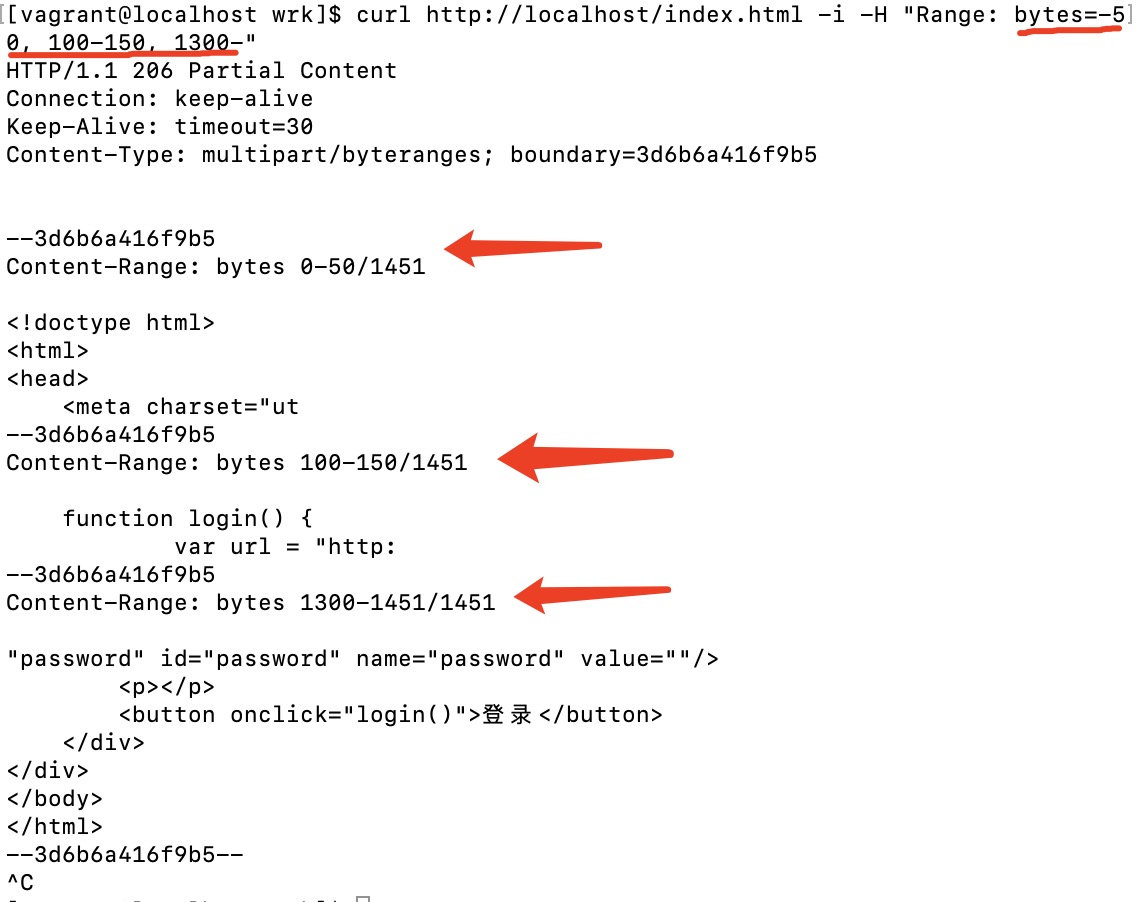 [[vagrant@localhost wrk]$ curl http://localhost/index.html -i -H "Range: bytes=-5]
0, 100-150, 1300-"
HTTP/1.1 206 Partial Content
Connection: keep-alive
Keep-Alive: timeout=30
Content-Type: multipart/byteranges; boundary=3d6b6a416f9b5
--3d6b6a416f9b5
Content-Range: bytes 0-50/1451
<!doctype html>
<html>
<head>
    <meta charset="ut
--3d6b6a416f9b5
Content-Range: bytes 100-150/1451
    function login() {
            var url = "http:
--3d6b6a416f9b5
Content-Range: bytes 1300-1451/1451
"password" id="password" name="password" value=""/>
        <p></p>
        <button onclick="login()">登录</button>
    </div>
</div>
</body>
</html>
--3d6b6a416f9b5--
^C